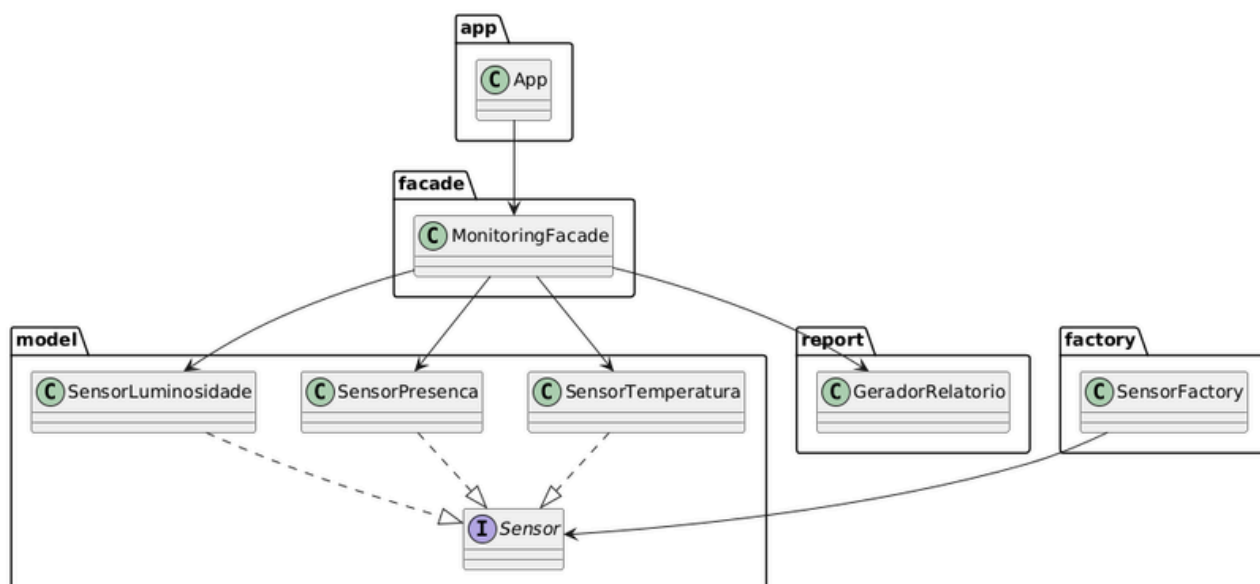 app
C App
facade
C MonitoringFacade
model
report
factory
C SensorLuminosidade
C SensorPresenca
C SensorTemperatura
C GeradorRelatorio
C SensorFactory
I Sensor